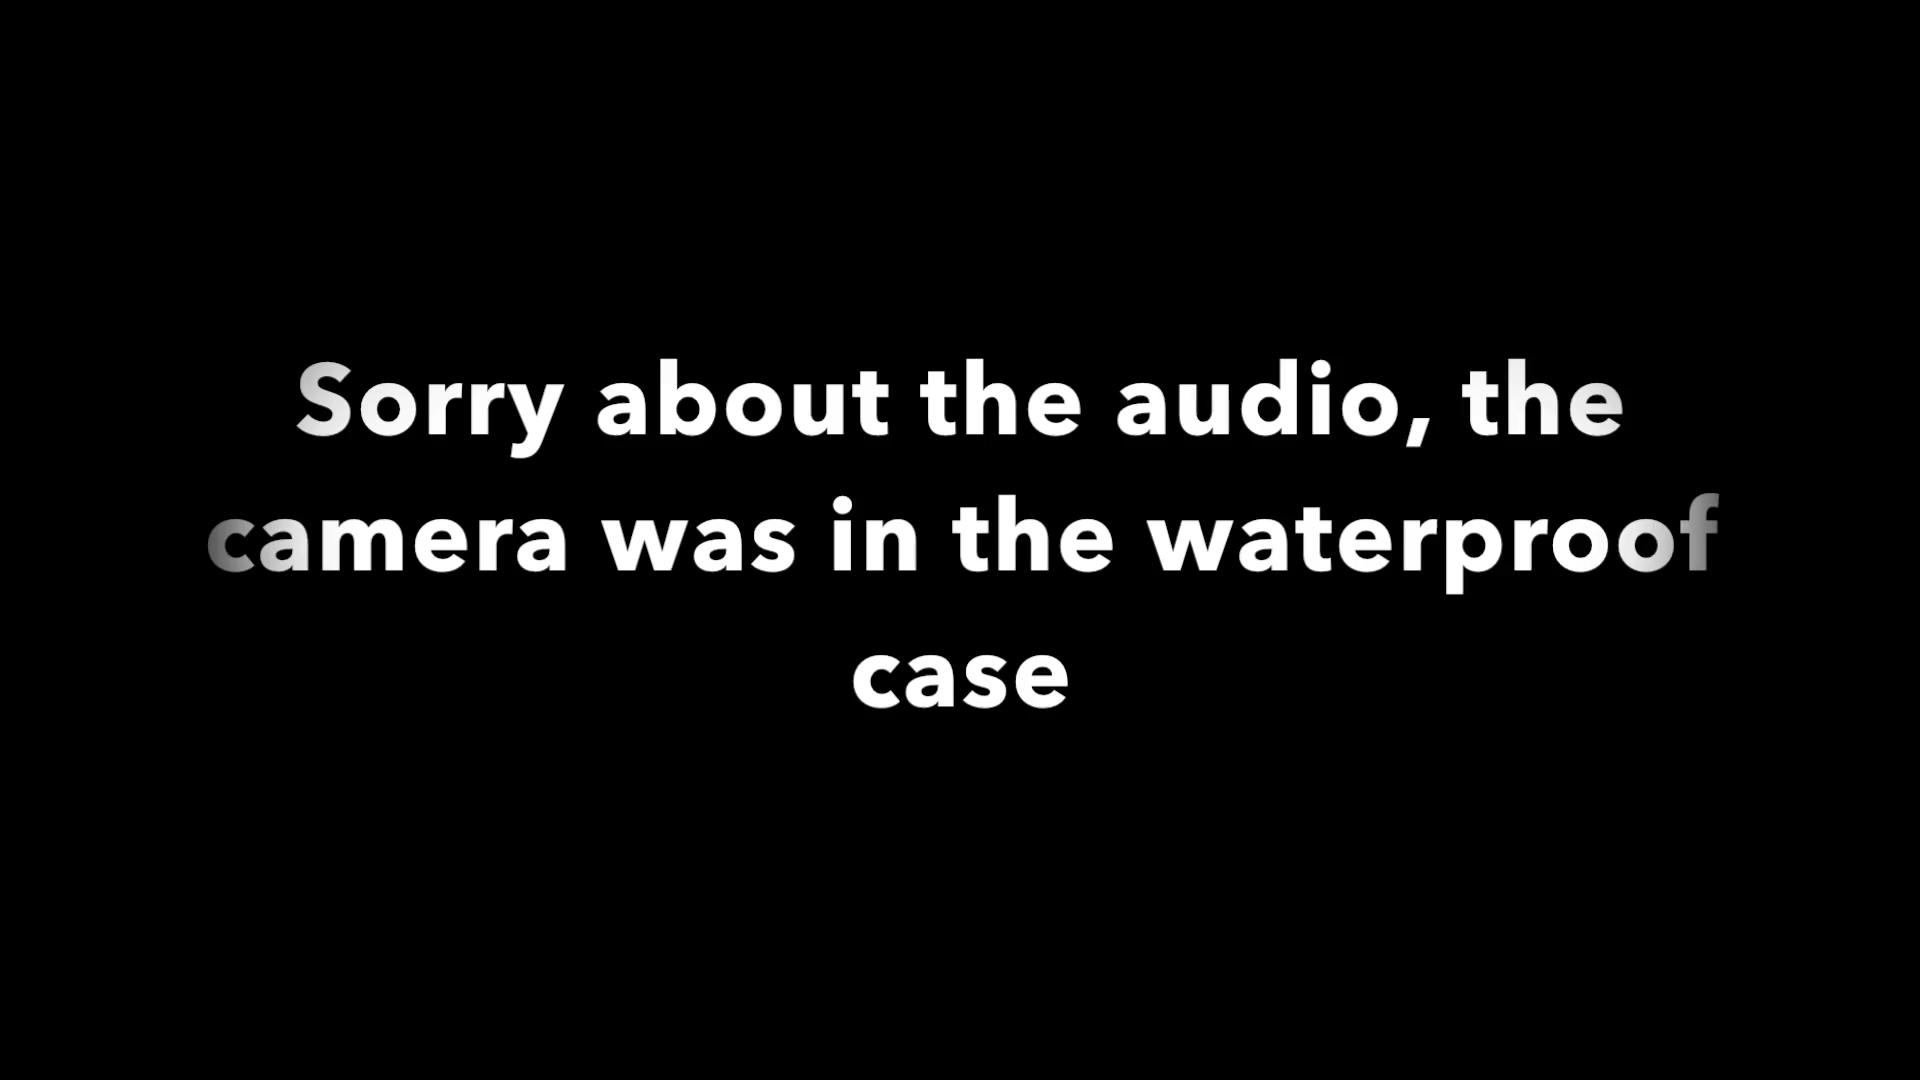 Sorry about the audio, the
camera was in the waterproof
case